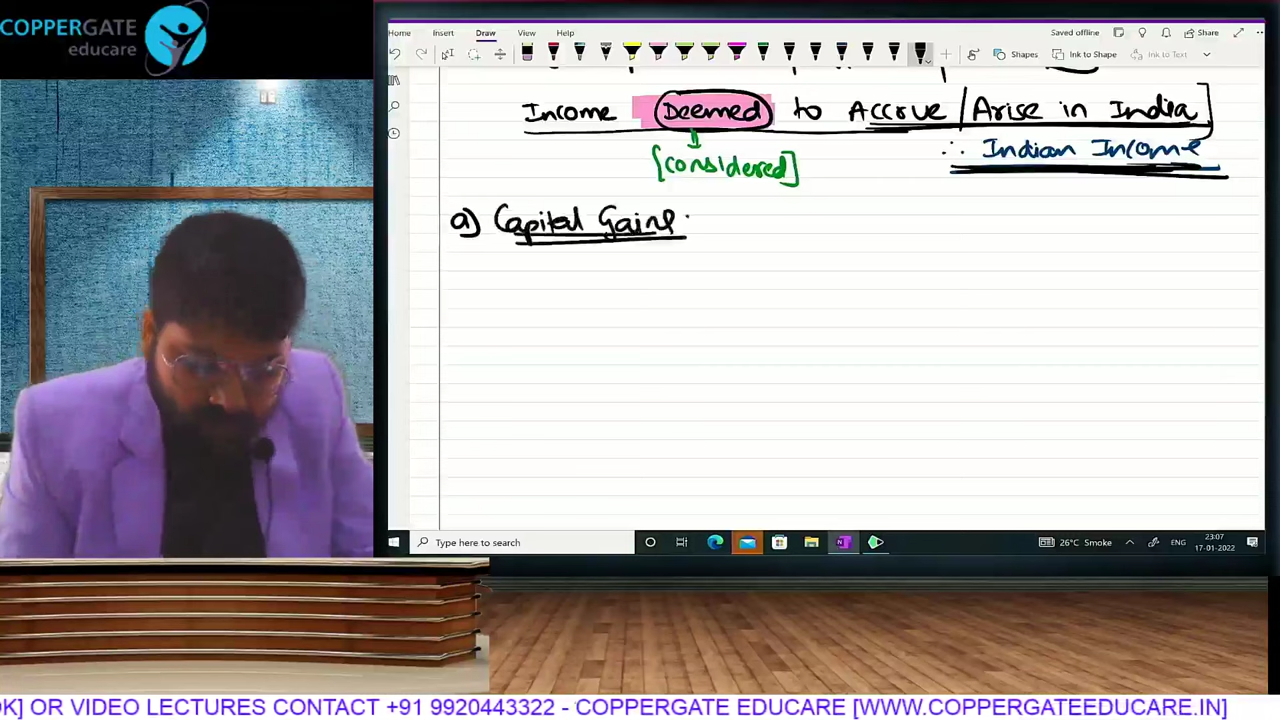 COPPERGATE
educare
Home Insert Draw View Help
Saved offline
Share
Shapes
Ink to Shape
Ink to Text
Income Deemed to Accrue / Arise in India]
[considered]
∴ Indian Income
a) Capital Gains
Type here to search
26°C Smoke
ENG
23:07
17-01-2022
OK] OR VIDEO LECTURES CONTACT +91 9920443322 - COPPERGATE EDUCARE [WWW.COPPERGATEEDUCARE.IN]